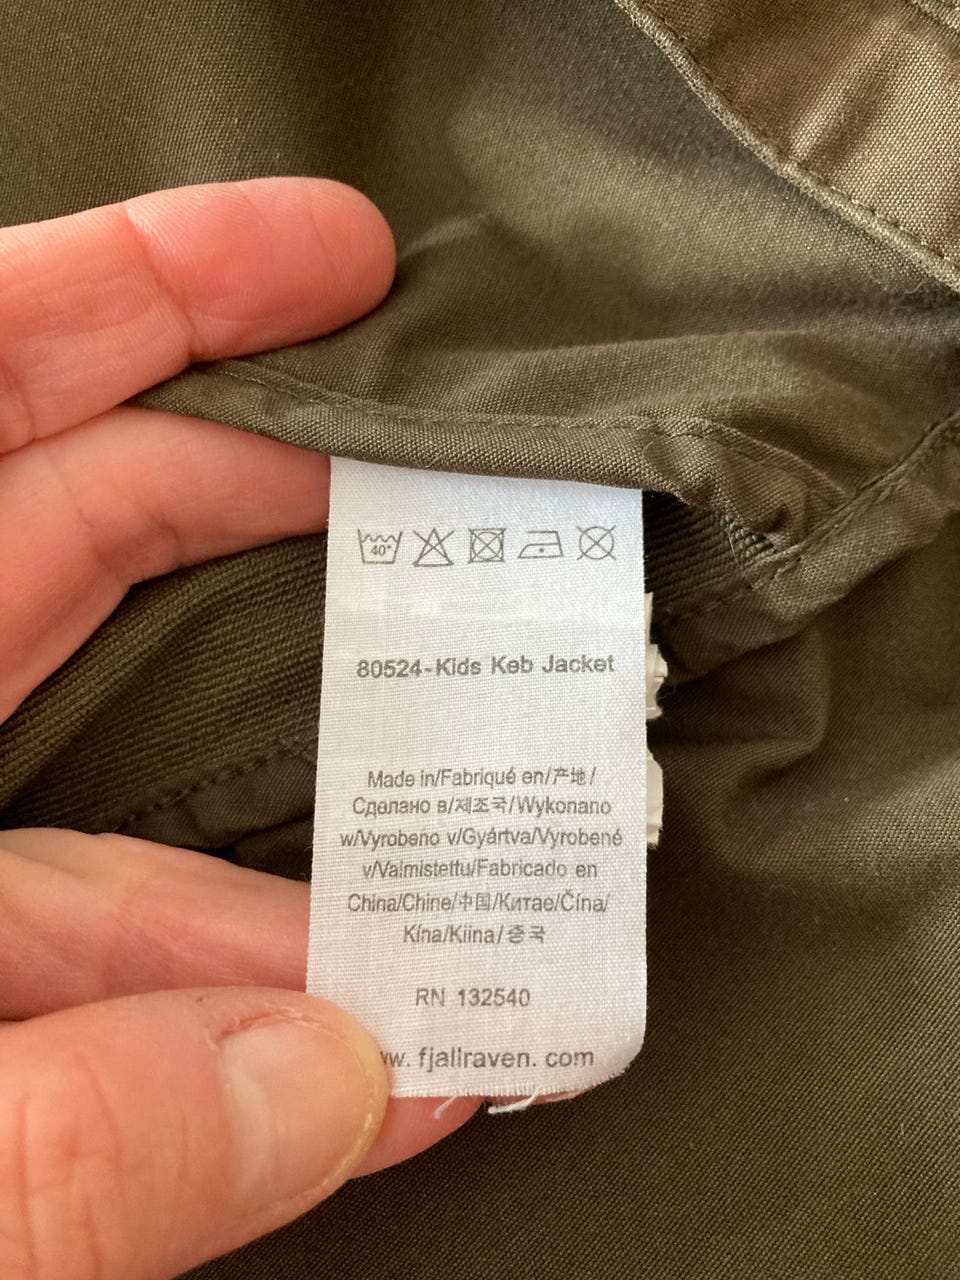 40°
80524-Kids Keb Jacket
Made in/Fabriqué en/产地/
Сделано в/제조국/Wykonano
w/Vyrobeno v/Gyártva/Vyrobené
v/Valmistettu/Fabricado en
China/Chine/中国/Китае/Čína/
Kína/Kiina/중국
RN 132540
w. fjallraven. com